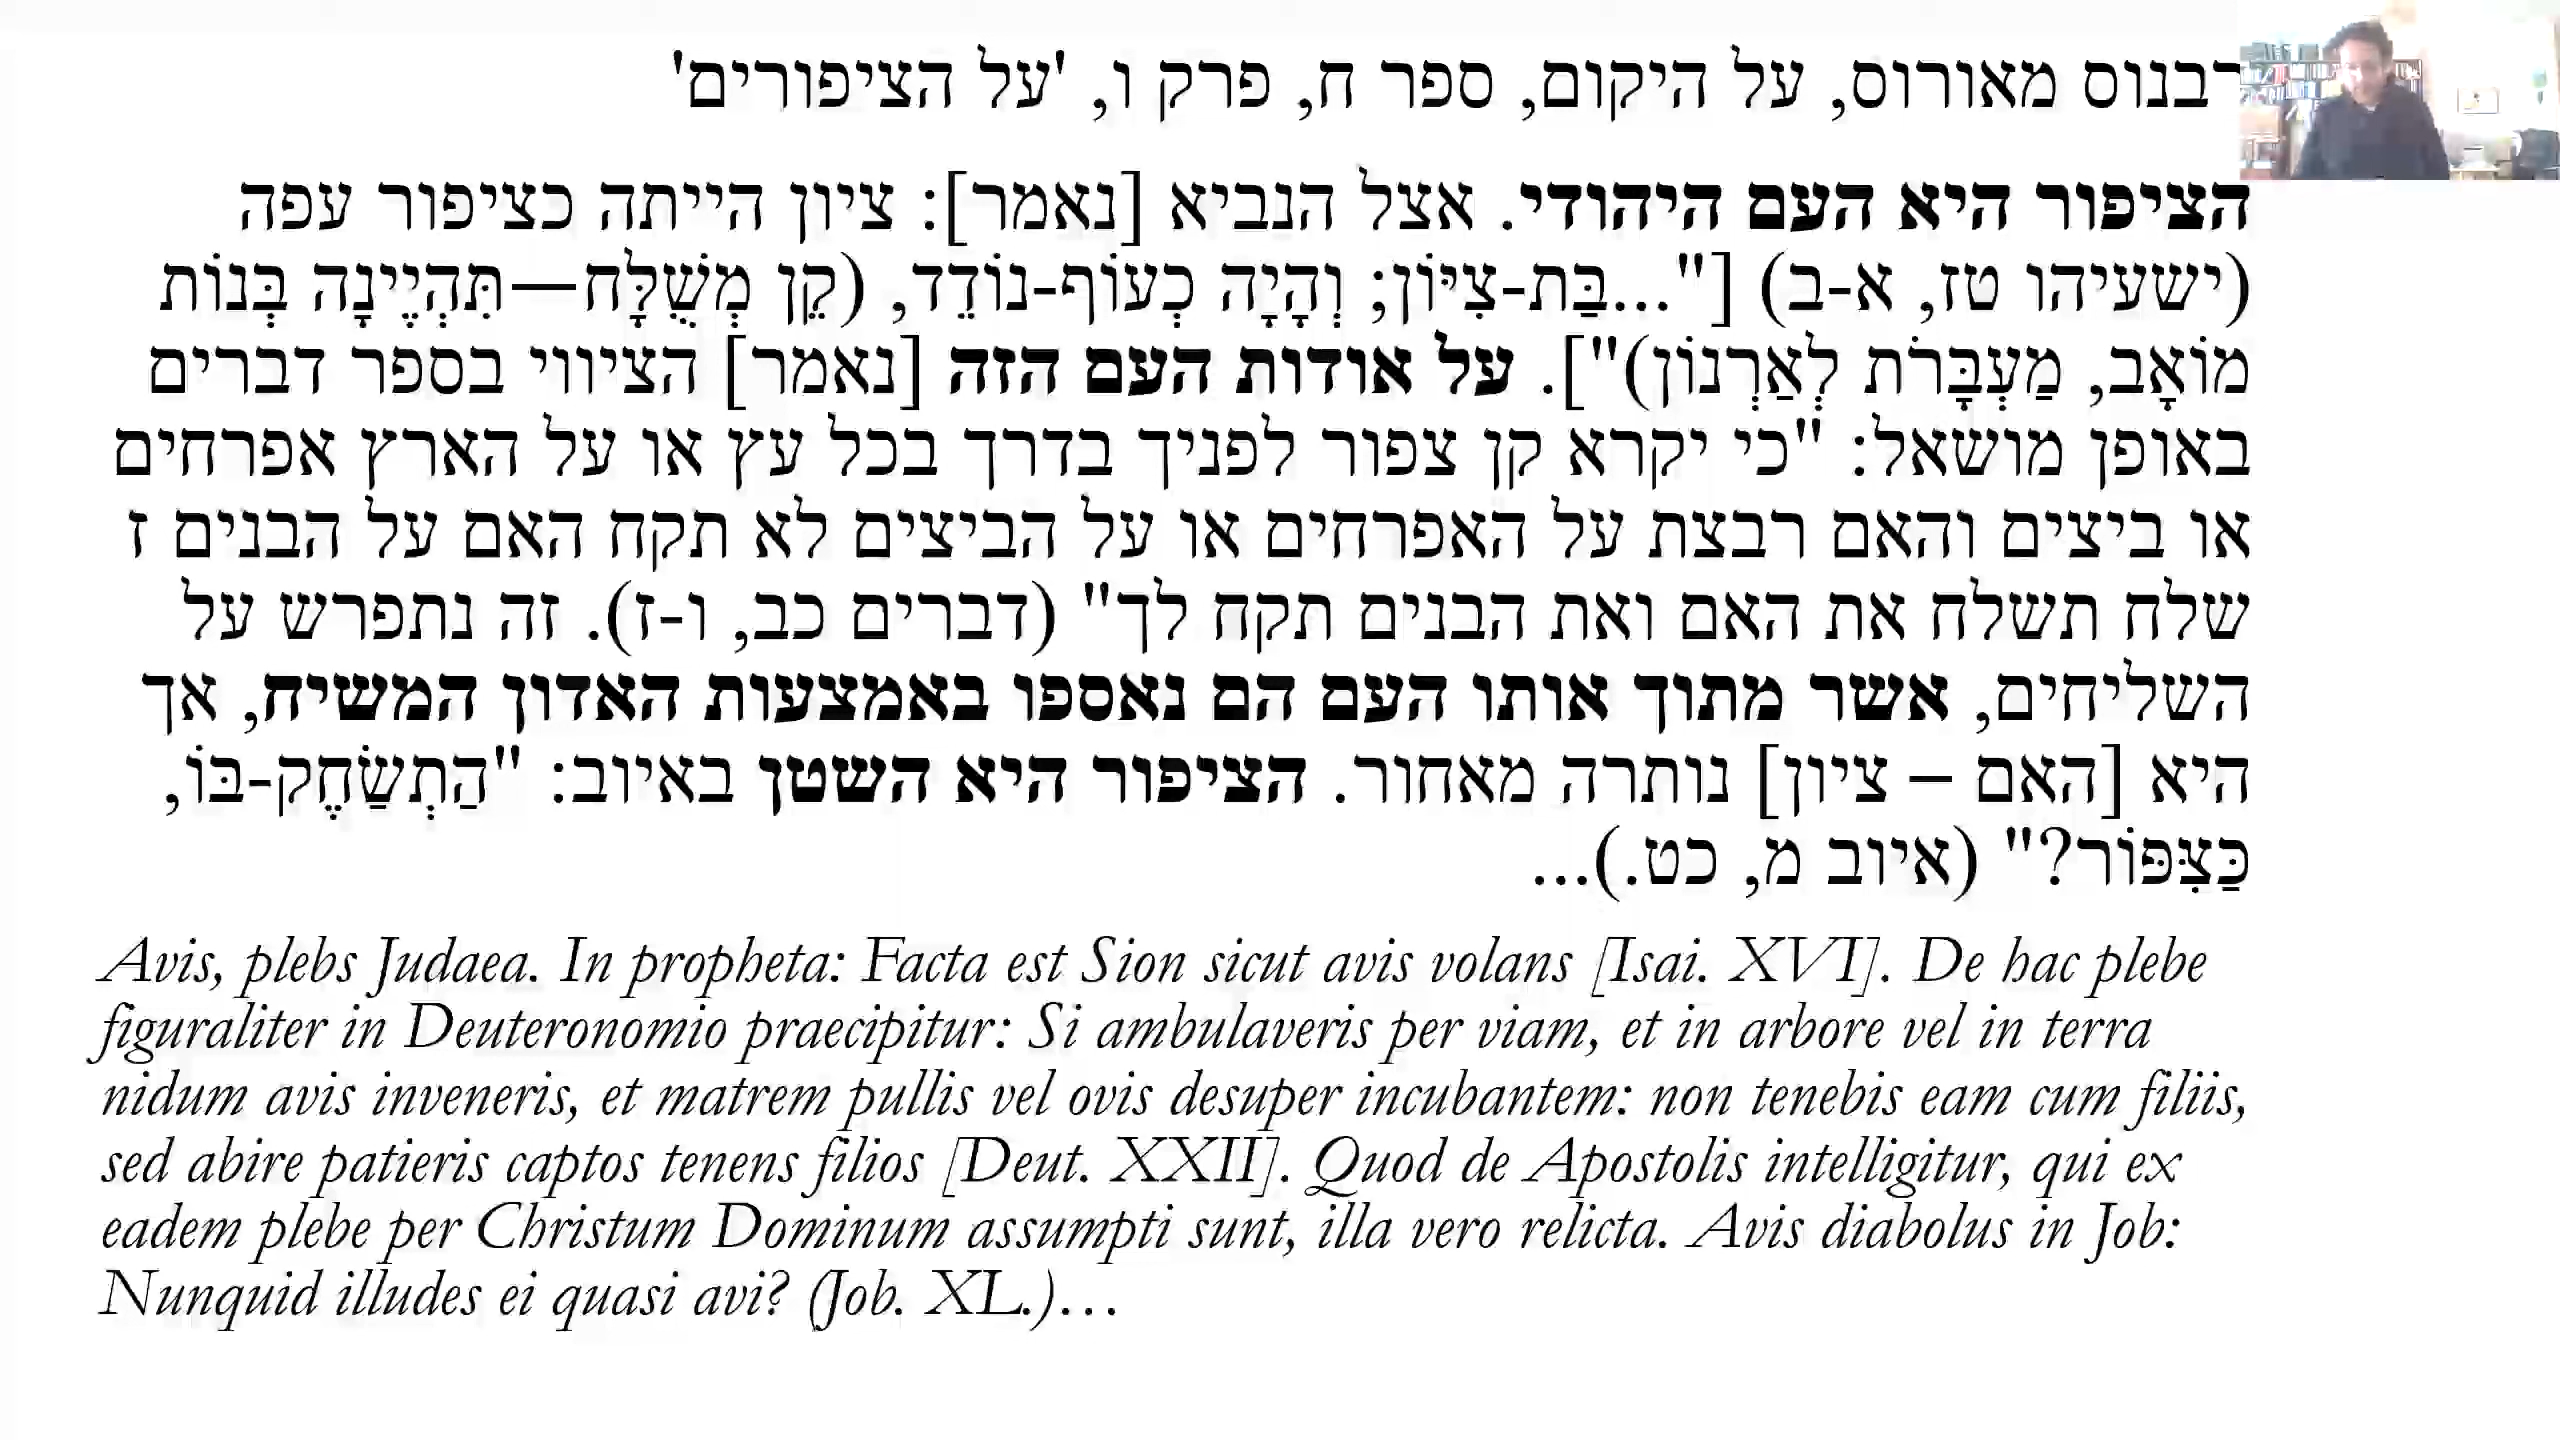 רבנוס מאורוס, על היקום, ספר ח, פרק ו, 'על הציפורים'
הציפור היא העם היהודי. אצל הנביא [נאמר]: ציון הייתה כציפור עפה
(ישעיהו טז, א-ב) ["...בַּת-צִיּוֹן; וְהָיָה כְעוֹף-נוֹדֵד, (קֵן מְשֻׁלָּח—תִּהְיֶינָה בְּנוֹת
מוֹאָב, מַעְבָּרֹת לְאַרְנוֹן)"]. על אודות העם הזה [נאמר] הציווי בספר דברים
באופן מושאל: "כי יקרא קן צפור לפניך בדרך בכל עץ או על הארץ אפרחים
או ביצים והאם רבצת על האפרחים או על הביצים לא תקח האם על הבנים ז
שלח תשלח את האם ואת הבנים תקח לך" (דברים כב, ו-ז). זה נתפרש על
השליחים, אשר מתוך אותו העם הם נאספו באמצעות האדון המשיח, אך
היא [האם – ציון] נותרה מאחור. הציפור היא השטן באיוב: "הַתְשַׂחֶק-בּוֹ,
כַּצִּפּוֹר?" (איוב מ, כט.)...
Avis, plebs Judaea. In propheta: Facta est Sion sicut avis volans [Isai. XVI]. De hac plebe
figuraliter in Deuteronomio praecipitur: Si ambulaveris per viam, et in arbore vel in terra
nidum avis inveneris, et matrem pullis vel ovis desuper incubantem: non tenebis eam cum filiis,
sed abire patieris captos tenens filios [Deut. XXII]. Quod de Apostolis intelligitur, qui ex
eadem plebe per Christum Dominum assumpti sunt, illa vero relicta. Avis diabolus in Job:
Nunquid illudes ei quasi avi? (Job. XL.)…